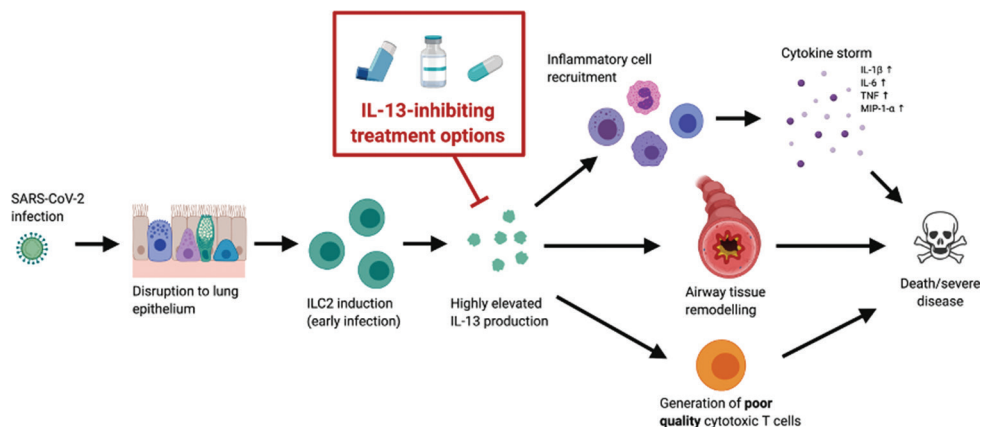 IL-13-inhibiting
treatment options
Inflammatory cell
recruitment
Cytokine storm
IL-1β ↑
IL-6 ↑
TNF ↑
MIP-1-α ↑
SARS-CoV-2
infection
Disruption to lung
epithelium
ILC2 induction
(early infection)
Highly elevated
IL-13 production
Airway tissue
remodelling
Death/severe
disease
Generation of poor
quality cytotoxic T cells